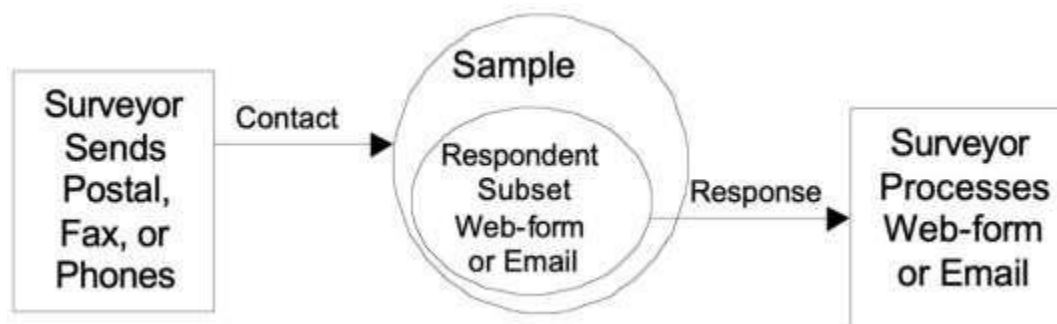 Surveyor
Sends
Postal,
Fax, or
Phones
Contact
Sample
Respondent
Subset
Web-form
or Email
Response
Surveyor
Processes
Web-form
or Email